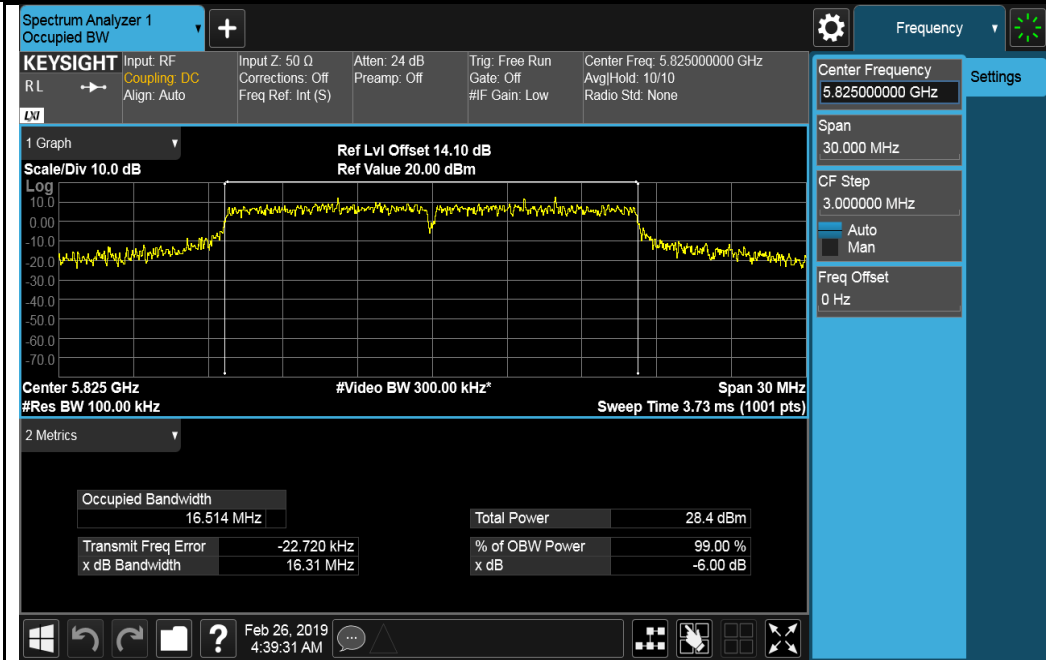 Spectrum Analyzer 1
Occupied BW
+
Frequency
KEYSIGHT
R L
LXI
Input: RF
Coupling: DC
Align: Auto
Input Z: 50 Ω
Corrections: Off
Freq Ref: Int (S)
Atten: 24 dB
Preamp: Off
Trig: Free Run
Gate: Off
#IF Gain: Low
Center Freq: 5.825000000 GHz
Avg|Hold: 10/10
Radio Std: None
Center Frequency
5.825000000 GHz
Settings
Span
30.000 MHz
CF Step
3.000000 MHz
Auto
Man
Freq Offset
0 Hz
1 Graph
Scale/Div 10.0 dB
Ref Lvl Offset 14.10 dB
Ref Value 20.00 dBm
Log
10.0
0.00
-10.0
-20.0
-30.0
-40.0
-50.0
-60.0
-70.0
Center 5.825 GHz
#Video BW 300.00 kHz*
Span 30 MHz
#Res BW 100.00 kHz
Sweep Time 3.73 ms (1001 pts)
2 Metrics
Occupied Bandwidth
16.514 MHz
Total Power 28.4 dBm
Transmit Freq Error -22.720 kHz
% of OBW Power 99.00 %
x dB Bandwidth 16.31 MHz
x dB -6.00 dB
?
Feb 26, 2019
4:39:31 AM